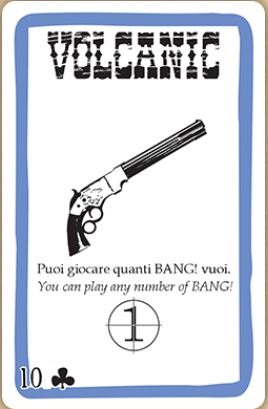 VOLCANIC
Puoi giocare quanti BANG! vuoi.
You can play any number of BANG!
1
10 ♣